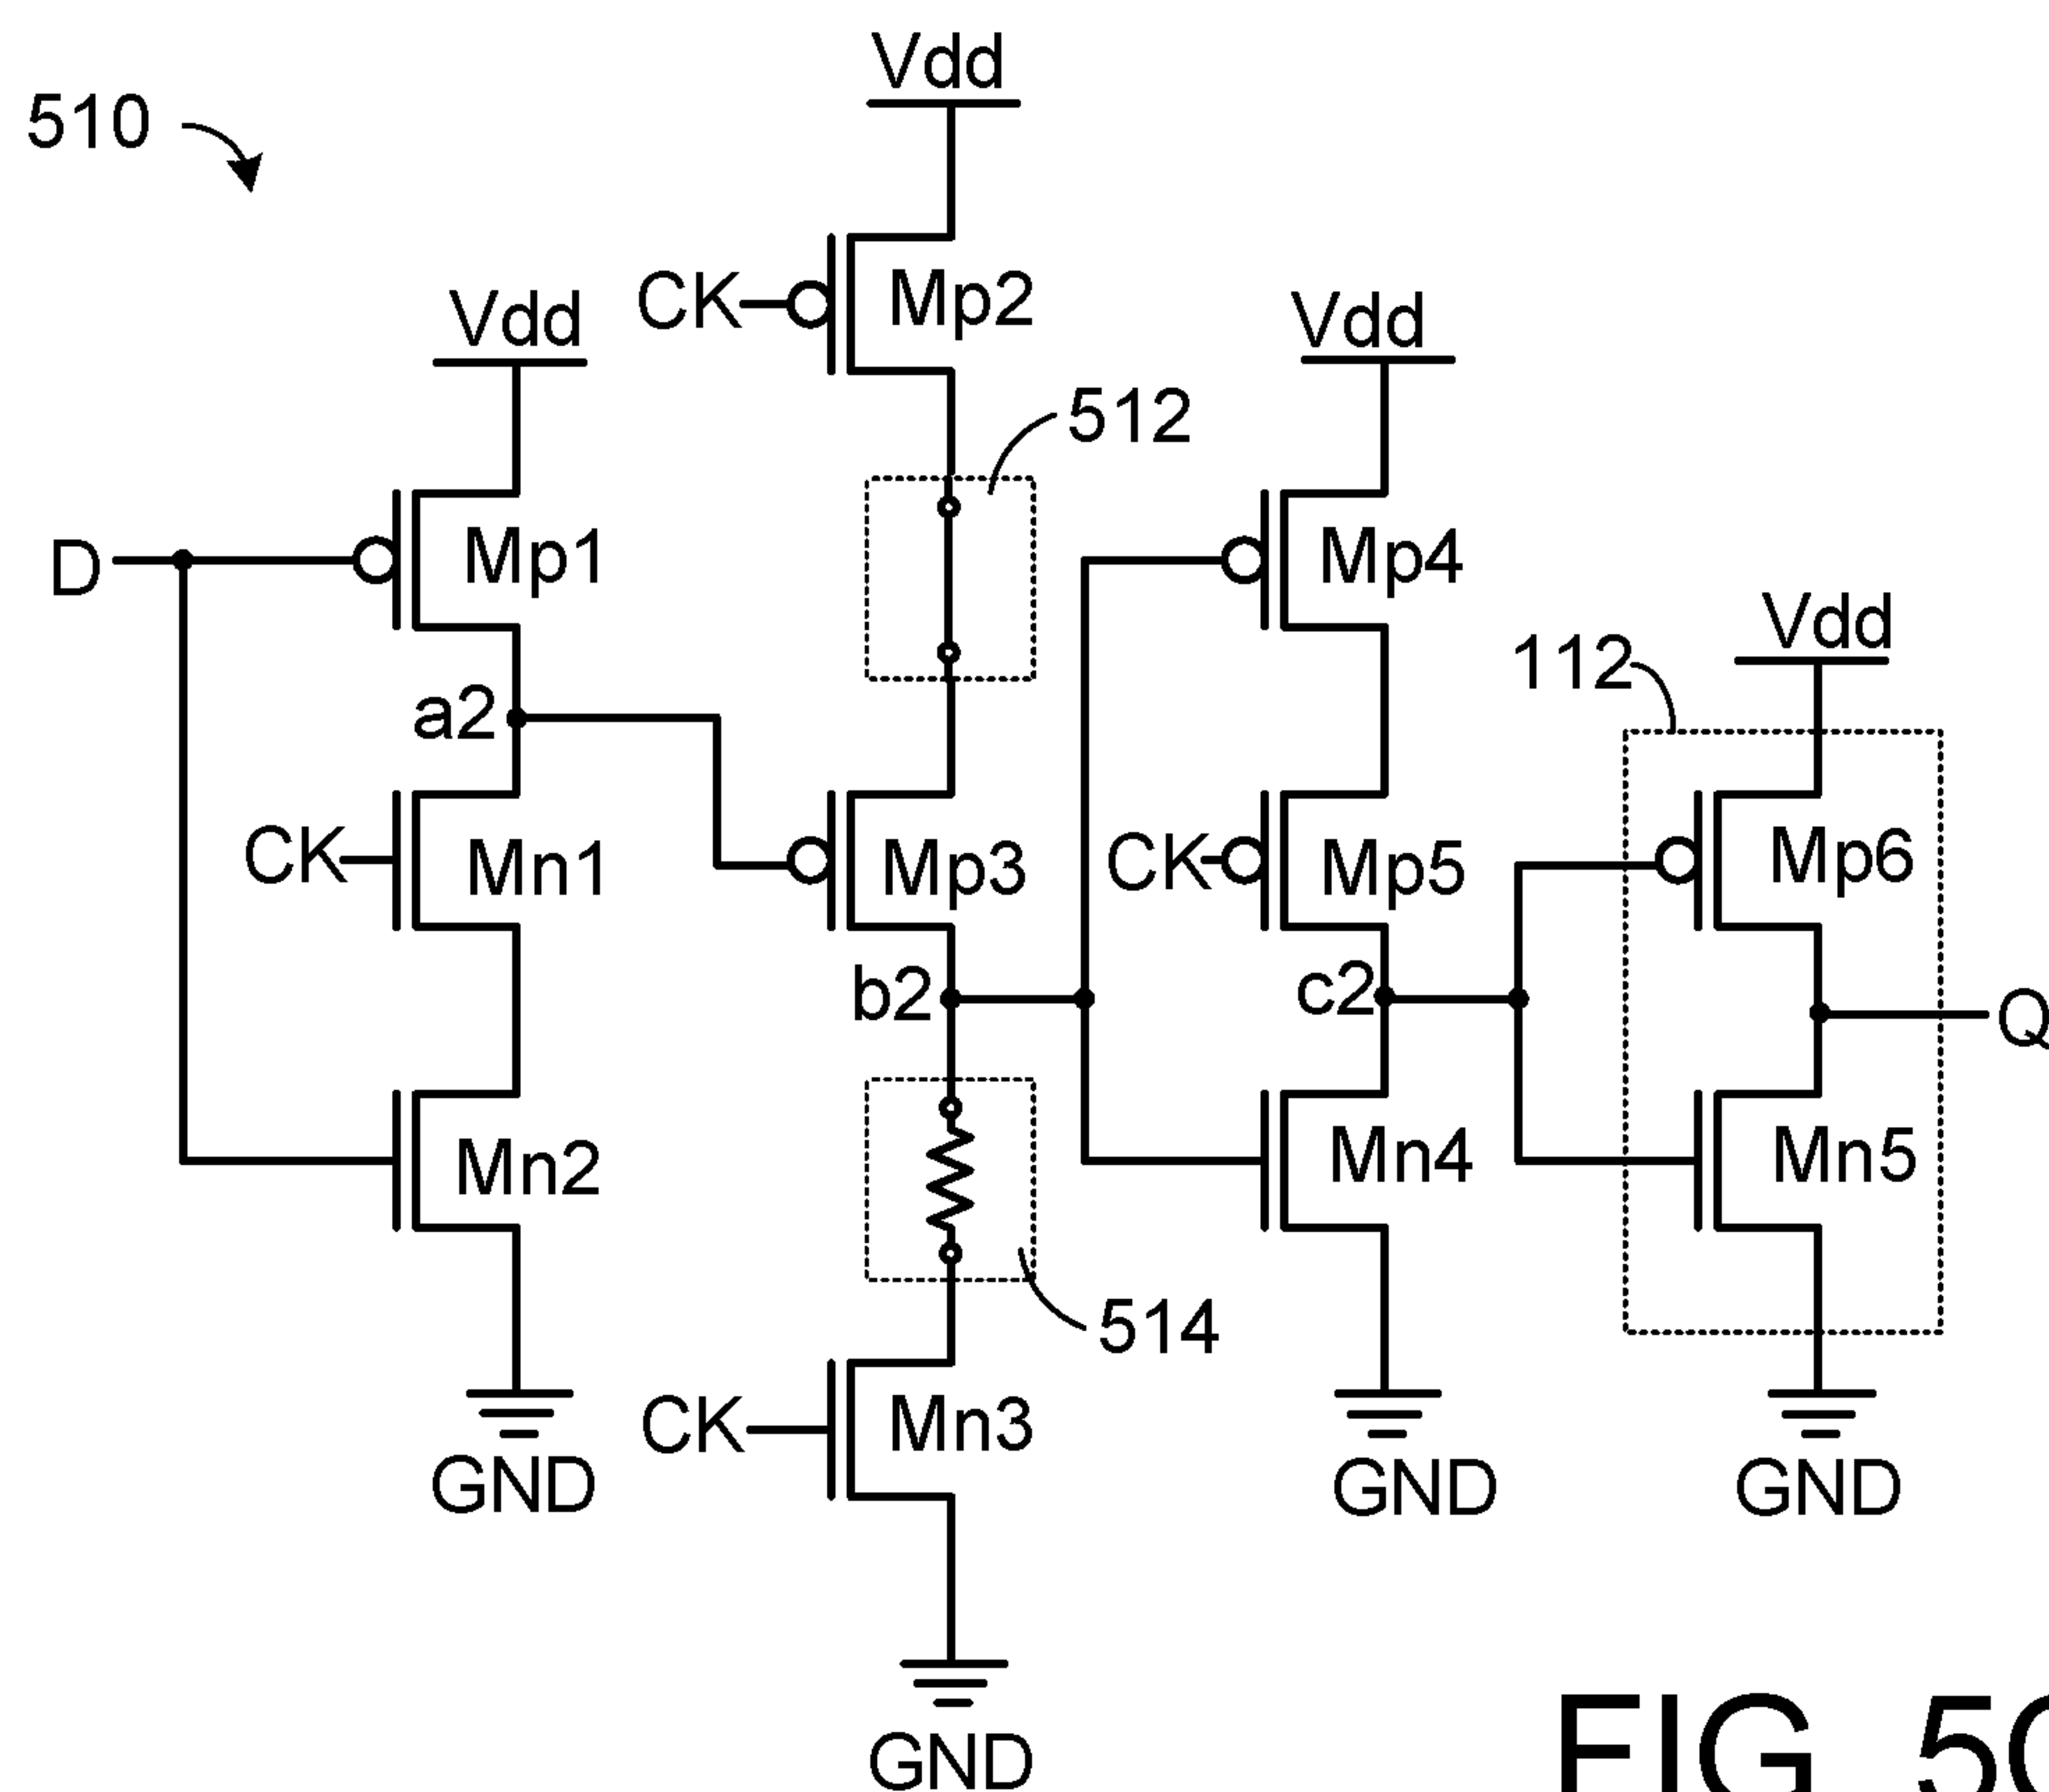 Vdd
510
CK
Mp2
Vdd
Vdd
512
D
Mp1
Mp4
Vdd
112
a2
CK
Mn1
Mp3
CK
Mp5
Mp6
b2
c2
Q
Mn2
Mn4
Mn5
514
CK
Mn3
GND
GND
GND
GND